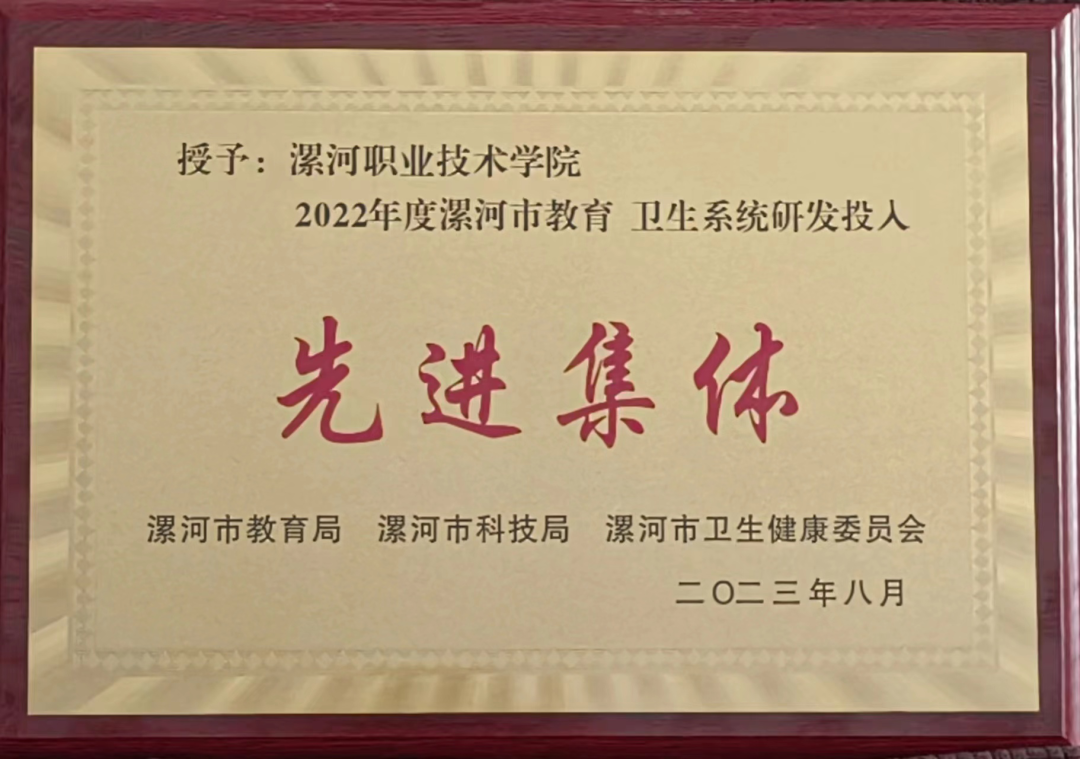 授予：漯河职业技术学院
2022年度漯河市教育 卫生系统研发投入
先进集体
漯河市教育局 漯河市科技局 漯河市卫生健康委员会
二〇二三年八月